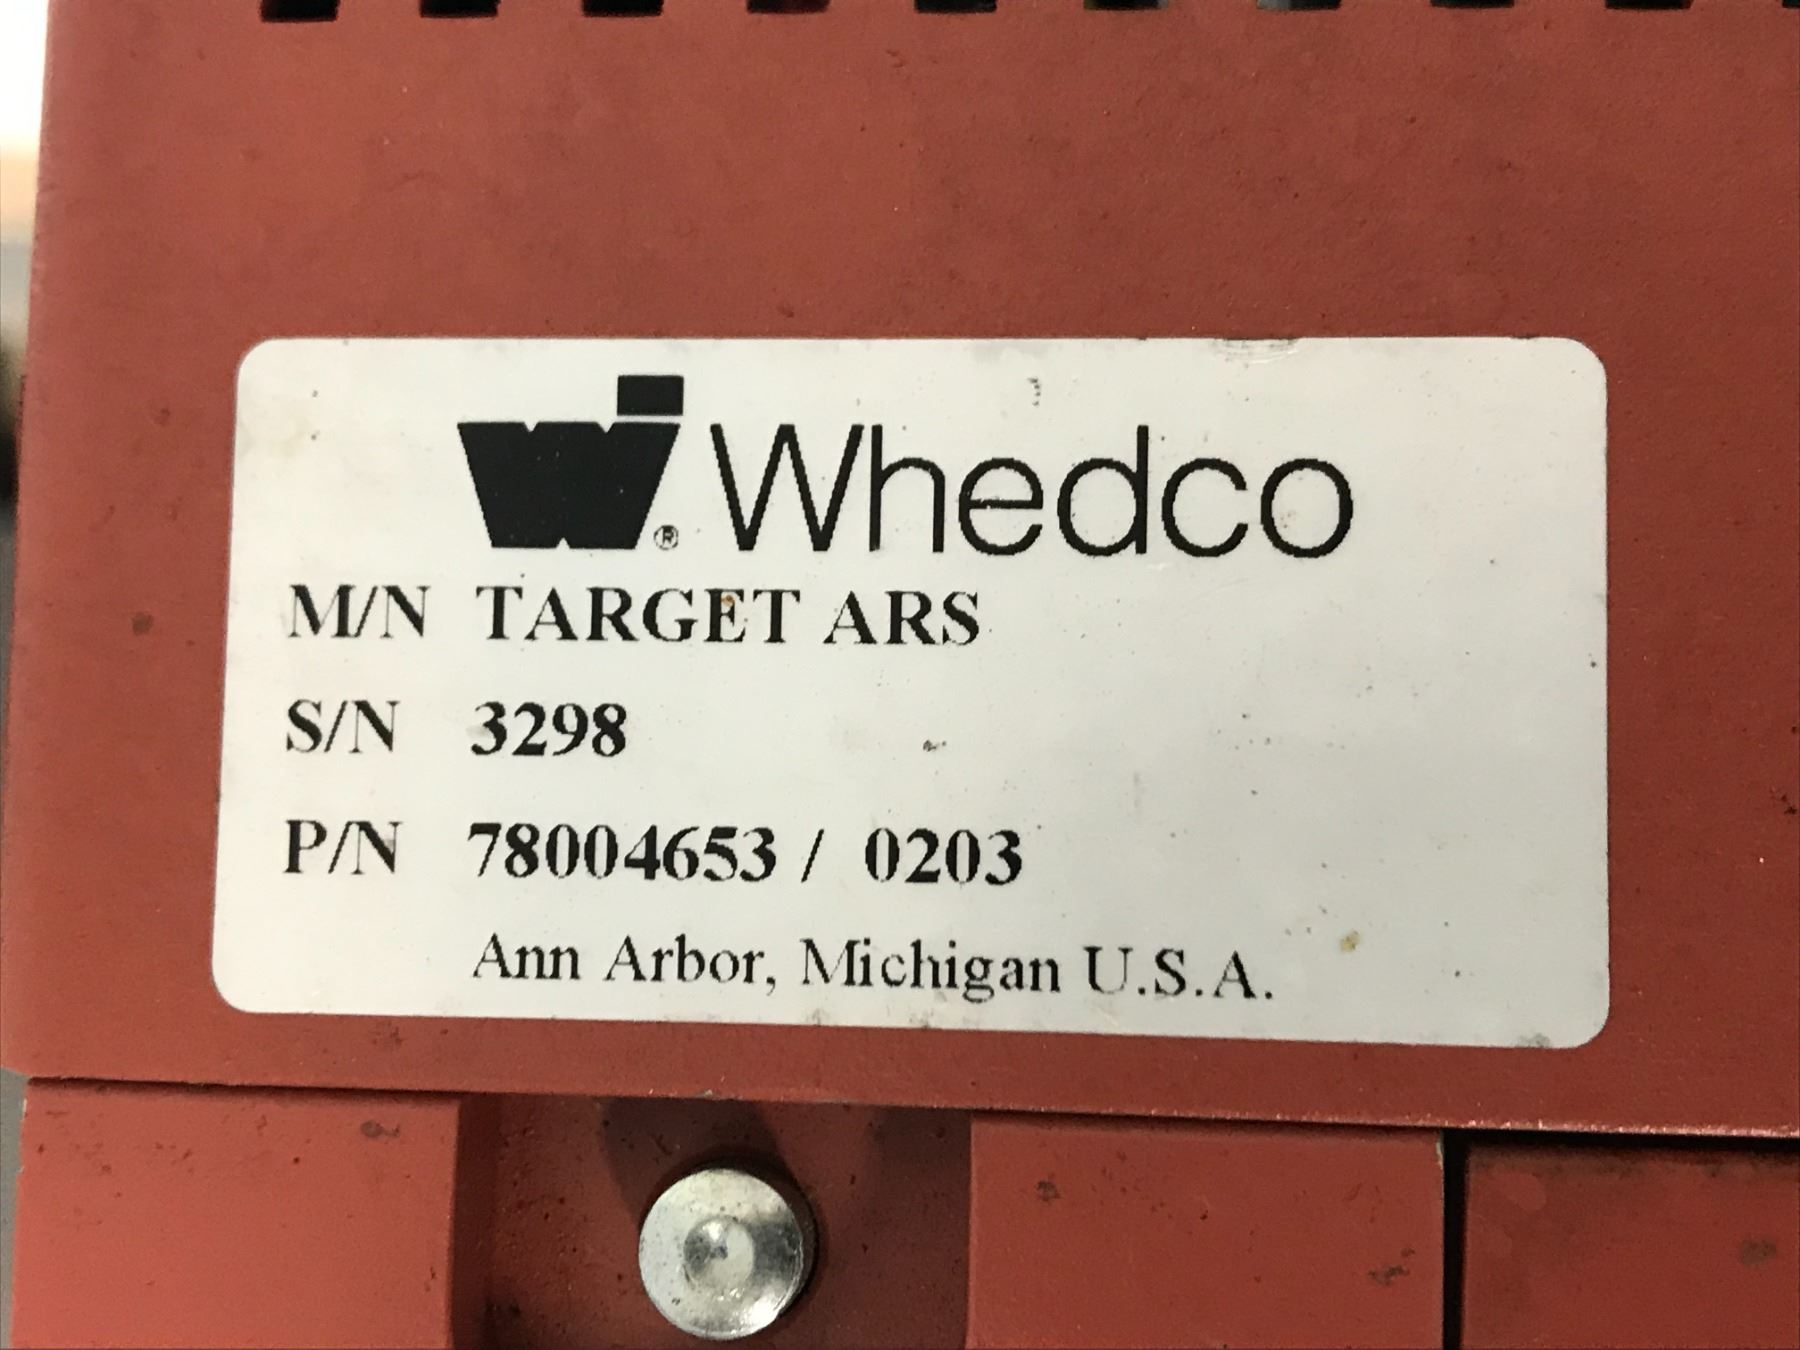 W® Whedco
M/N TARGET ARS
S/N 3298
P/N 78004653 / 0203
Ann Arbor, Michigan U.S.A.